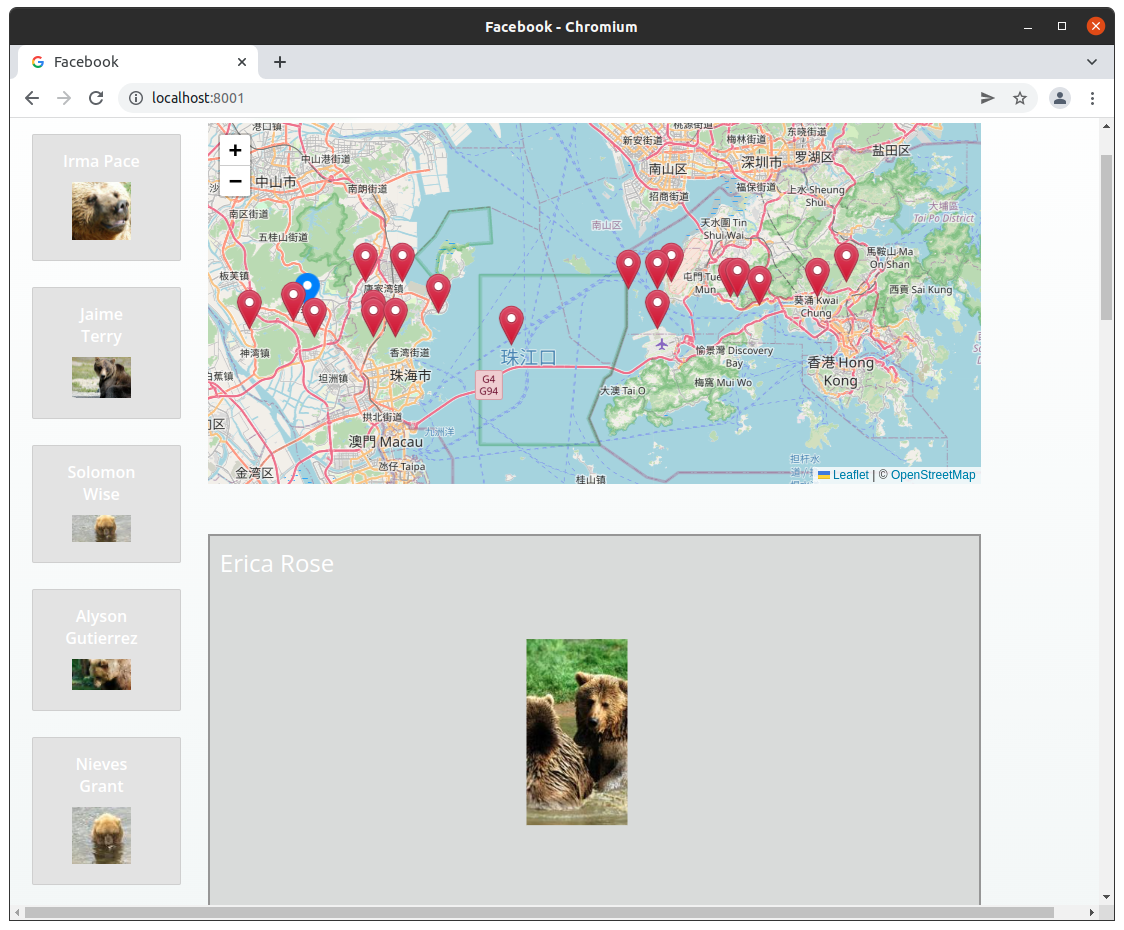 Facebook - Chromium
Facebook
localhost:8001
Irma Pace
Jaime
Terry
Solomon
Wise
Alyson
Gutierrez
Nieves
Grant
+
−
港口镇
中山港街道
中山市
南朗街道
南区街道
五桂山街道
板芙镇
唐家湾镇
神湾镇
香湾街道
坦洲镇
珠海市
白蕉镇
拱北街道
九洲洋
澳門 Macau
氹仔 Taipa
金湾区
珠江口
G4
G94
桂山镇
新安街道
桃源街道
梅林街道
东晓街道
盐田区
南山区
深圳市
罗湖区
招商街道
福保街道
上水 Sheung
Shui
南山区
天水圍 Tin
Shui Wai
大埔區
Tai Po District
馬鞍山 Ma
On Shan
屯門 Tue
Mun
葵涌 Kwai
Chung
西貢 Sai Kung
愉景灣 Discovery
Bay
梅窩 Mui Wo
大澳 Tai O
香港 Hong
Kong
担杆水
Leaflet | © OpenStreetMap
Erica Rose